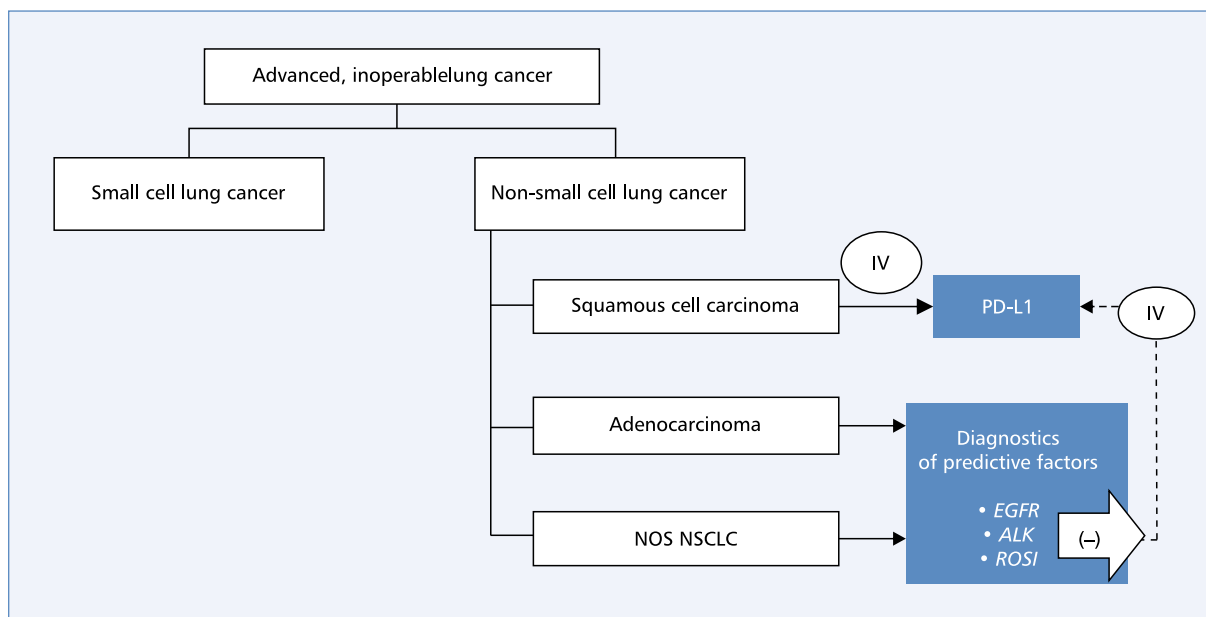 Advanced, inoperablelung cancer
Small cell lung cancer
Non-small cell lung cancer
IV
Squamous cell carcinoma
PD-L1
IV
Adenocarcinoma
Diagnostics
of predictive factors
• EGFR
• ALK
• ROSI
(–)
NOS NSCLC